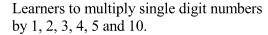 Learners to multiply single digit numbers
by 1, 2, 3, 4, 5 and 10.